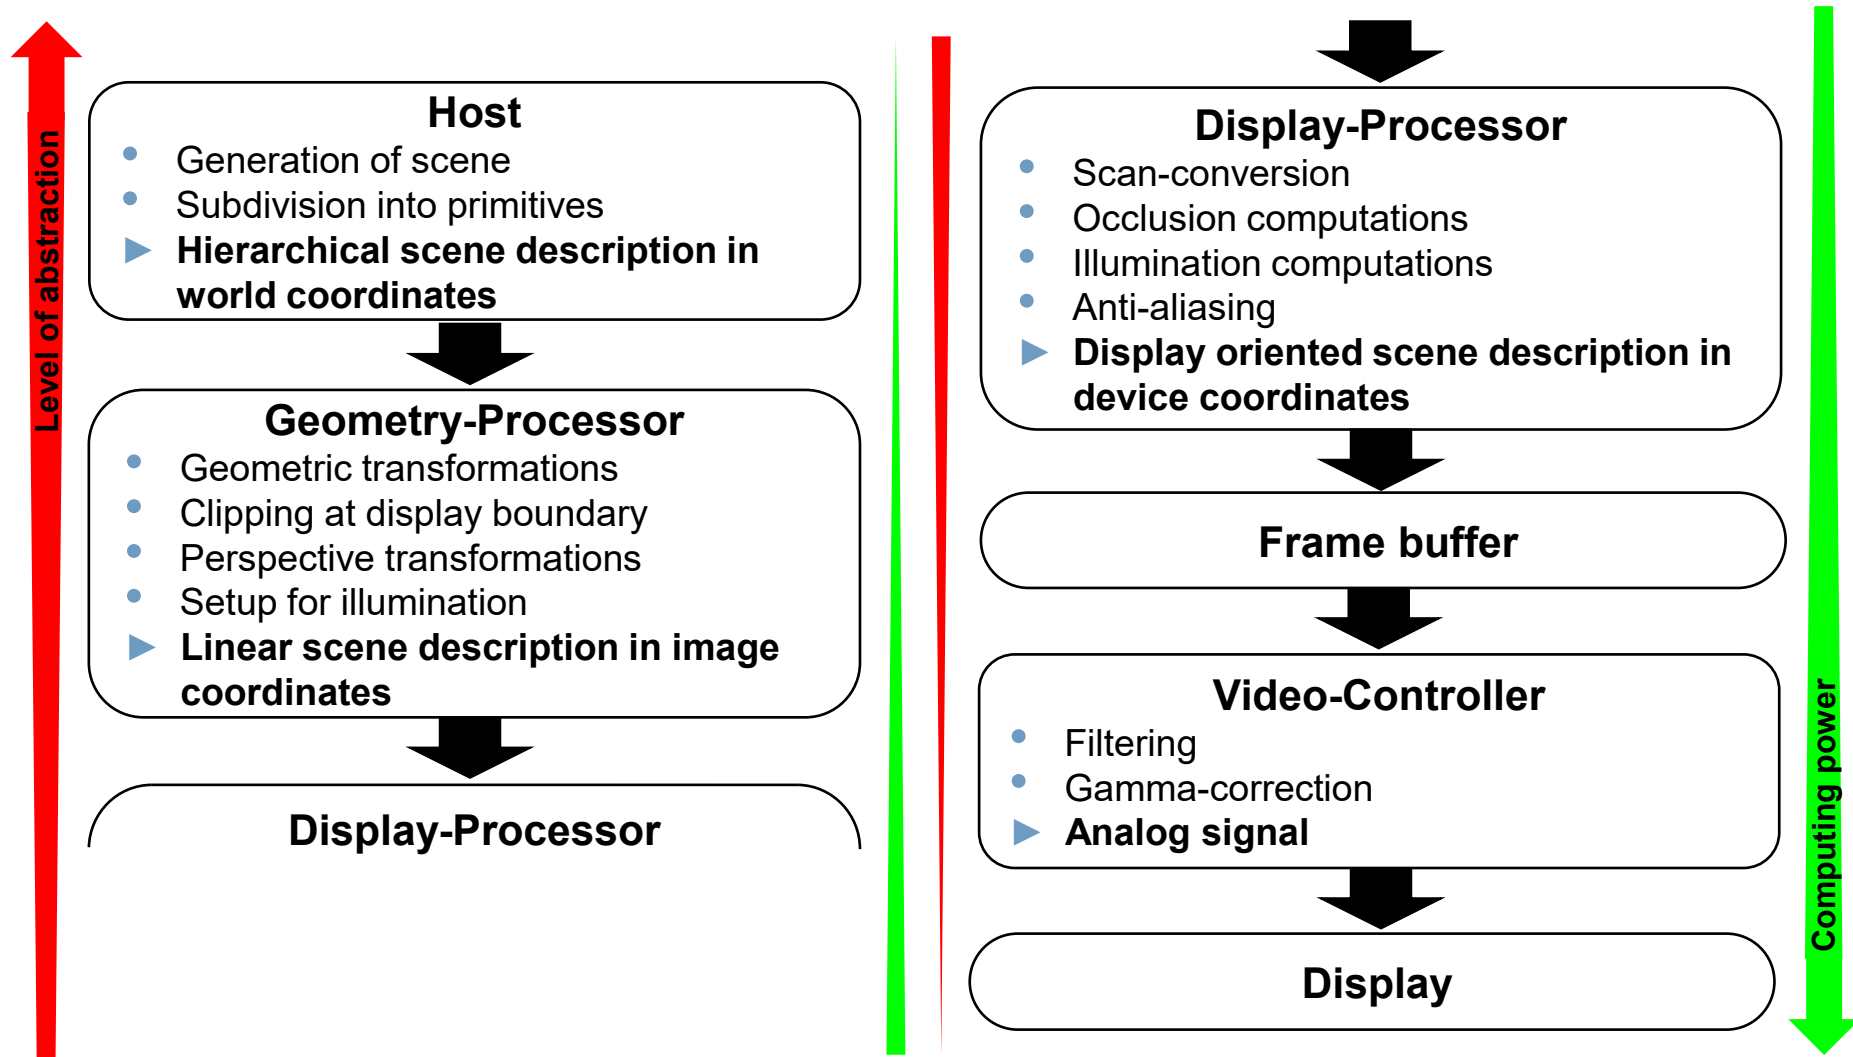 Level of abstraction
Host
Generation of scene
Subdivision into primitives
Hierarchical scene description in
world coordinates
Geometry-Processor
Geometric transformations
Clipping at display boundary
Perspective transformations
Setup for illumination
Linear scene description in image
coordinates
Display-Processor
Display-Processor
Scan-conversion
Occlusion computations
Illumination computations
Anti-aliasing
Display oriented scene description in
device coordinates
Frame buffer
Video-Controller
Filtering
Gamma-correction
Analog signal
Display
Computing power